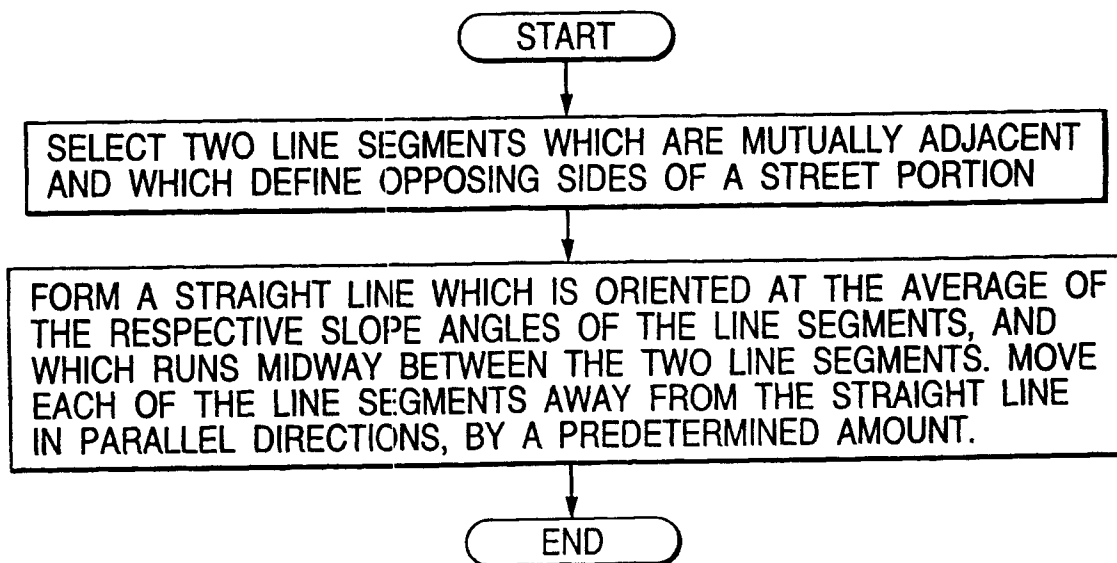 START
SELECT TWO LINE SEGMENTS WHICH ARE MUTUALLY ADJACENT
AND WHICH DEFINE OPPOSING SIDES OF A STREET PORTION
FORM A STRAIGHT LINE WHICH IS ORIENTED AT THE AVERAGE OF
THE RESPECTIVE SLOPE ANGLES OF THE LINE SEGMENTS, AND
WHICH RUNS MIDWAY BETWEEN THE TWO LINE SEGMENTS. MOVE
EACH OF THE LINE SEGMENTS AWAY FROM THE STRAIGHT LINE
IN PARALLEL DIRECTIONS, BY A PREDETERMINED AMOUNT.
END